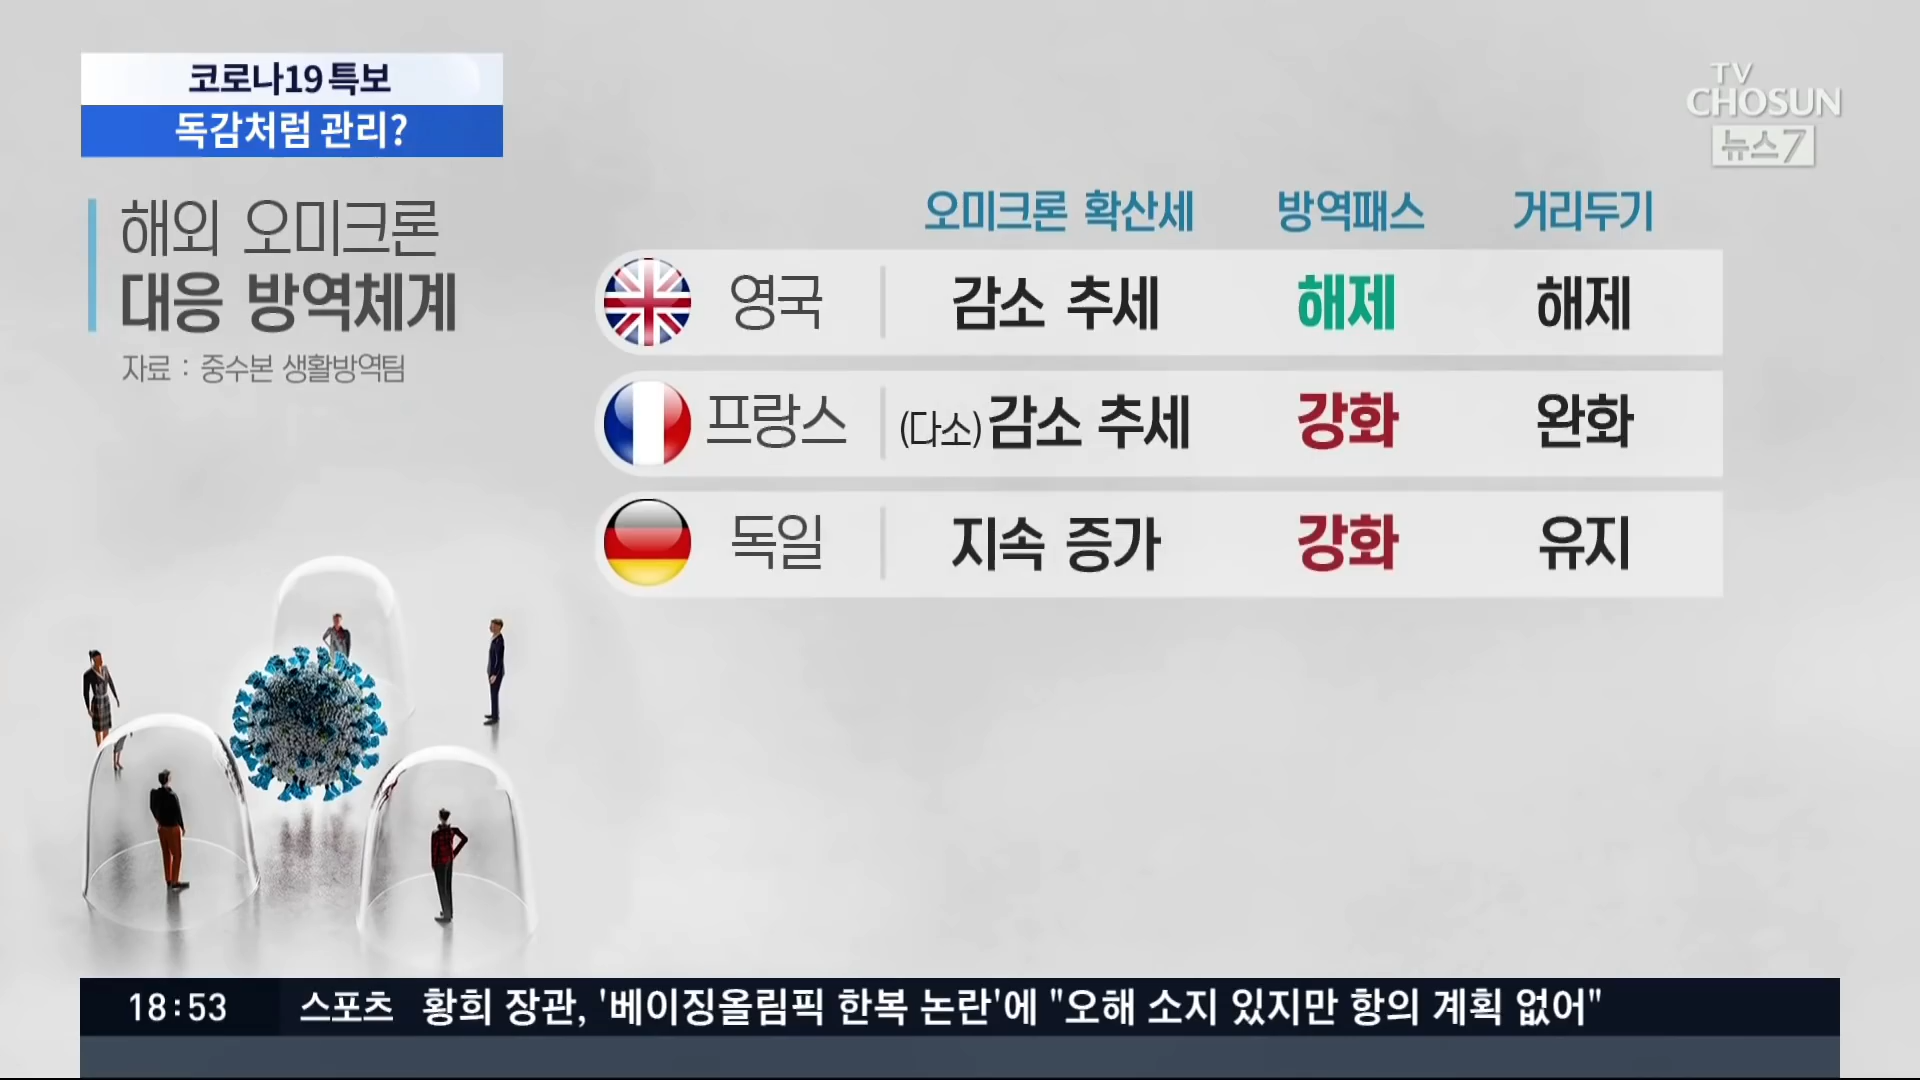 코로나19 특보
독감처럼 관리?
TV
CHOSUN
뉴스7
해외 오미크론
대응 방역체계
자료 : 중수본 생활방역팀
오미크론 확산세 방역패스 거리두기
영국 감소 추세 해제 해제
프랑스 (다소)감소 추세 강화 완화
독일 지속 증가 강화 유지
18:53 스포츠 황희 장관, '베이징올림픽 한복 논란'에 "오해 소지 있지만 항의 계획 없어"